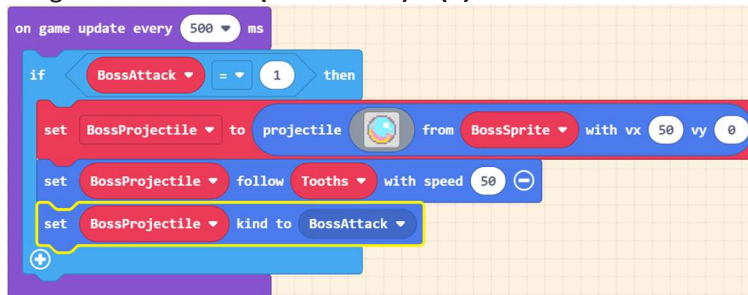 on game update every 500 ms
if BossAttack = 1 then
set BossProjectile to projectile from BossSprite with vx 50 vy 0
set BossProjectile follow Tooths with speed 50
set BossProjectile kind to BossAttack